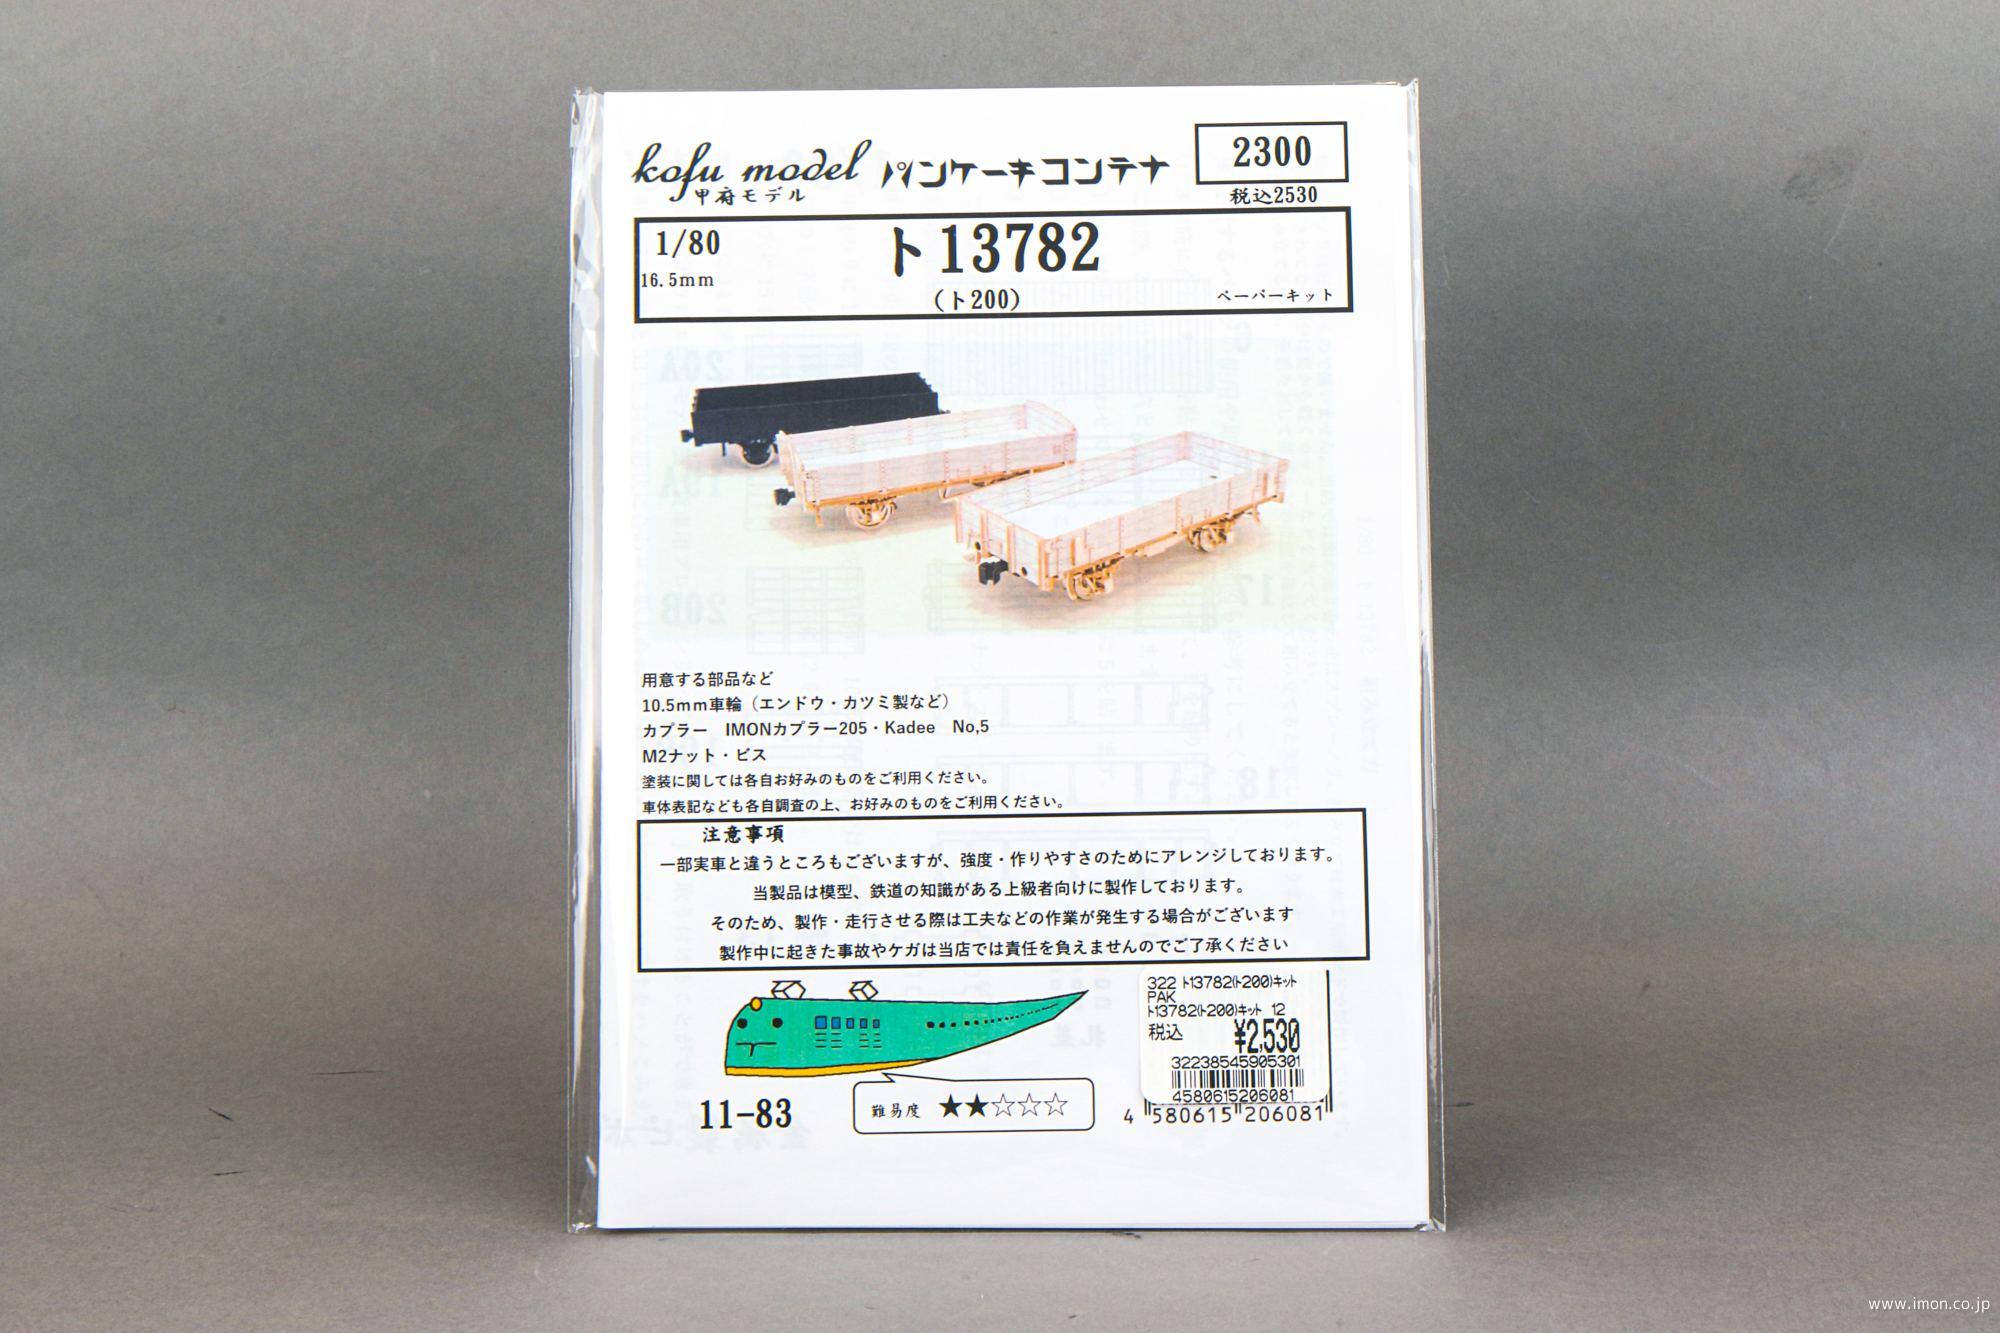 kofu model パンケーキコンテナ
甲府モデル
2300
税込2530
1/80
16.5mm
ト13782
(ト200)
ペーパーキット
用意する部品など
10.5mm車輪（エンドウ・カツミ製など）
カプラー　IMONカプラー205・Kadee　No,5
M2ナット・ビス
塗装に関しては各自お好みのものをご利用ください。
車体表記なども各自調査の上、お好みのものをご利用ください。
注意事項
一部実車と違うところもございますが、強度・作りやすさのためにアレンジしております。
当製品は模型、鉄道の知識がある上級者向けに製作しております。
そのため、製作・走行させる際は工夫などの作業が発生する場合がございます
製作中に起きた事故やケガは当店では責任を負えませんのでご了承ください
322 ト13782(ト200)キット
PAK
ト13782(ト200)キット 12
税込 ¥2,530
32238545905301
4580615206081
4 580615 206081
11-83
難易度 ★★☆☆☆
www.imon.co.jp